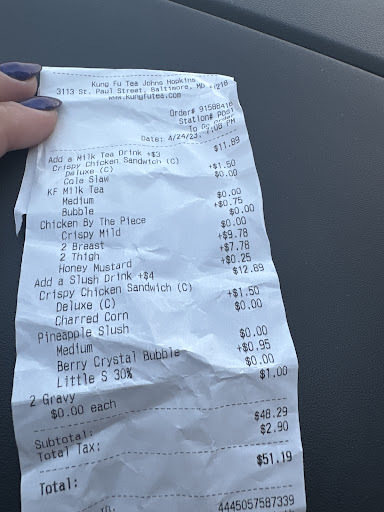 Kung Fu Tea Johns Hopkins
3113 St. Paul Street, Baltimore, MD
www.kungfutea.com
Order# 91588416
Station# POS1
To Go Order
Date: 4/24/23, 1:08 PM
Add a Milk Tea Drink +$3 $11.89
Crispy Chicken Sandwich (C)
Deluxe (C) +$1.50
Cole Slaw $0.00
KF Milk Tea
Medium $0.00
Bubble +$0.75
Chicken By The Piece $0.00
Crispy Mild $0.00
2 Breast +$9.78
2 Thigh +$7.78
Honey Mustard +$0.25
Add a Slush Drink +$4 $12.89
Crispy Chicken Sandwich (C)
Deluxe (C) +$1.50
Charred Corn $0.00
Pineapple Slush
Medium $0.00
Berry Crystal Bubble +$0.95
Little S 30% $0.00
2 Gravy $1.00
$0.00 each
Subtotal: $48.29
Total Tax: $2.90
Total: $51.19
4445057587339